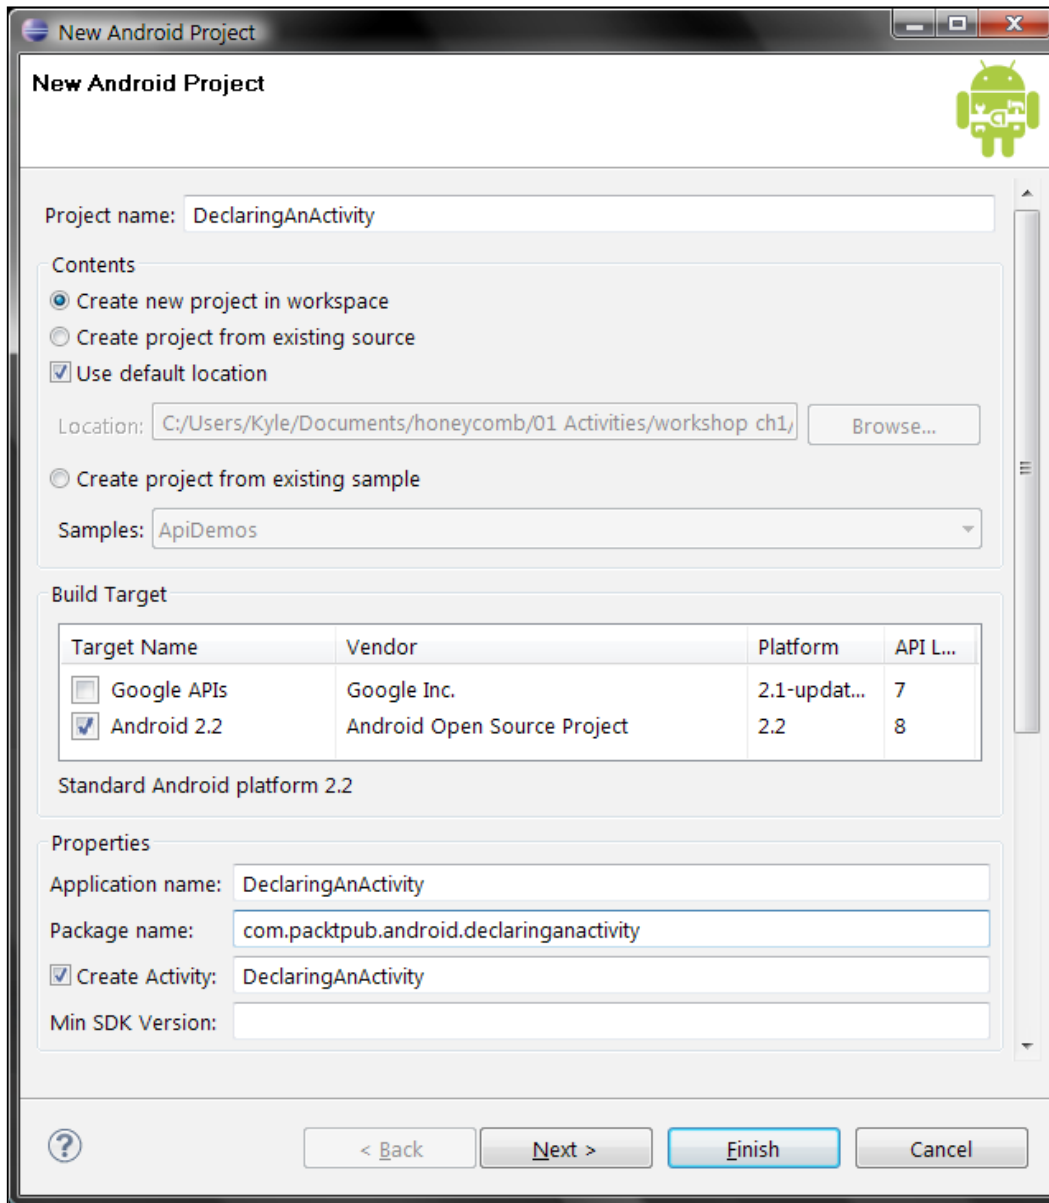 New Android Project
New Android Project
Project name: DeclaringAnActivity
Contents
Create new project in workspace
Create project from existing source
Use default location
Location: C:/Users/Kyle/Documents/honeycomb/01 Activities/workshop ch1/ Browse...
Create project from existing sample
Samples: ApiDemos
Build Target
Target Name Vendor Platform API L...
Google APIs Google Inc. 2.1-updat... 7
Android 2.2 Android Open Source Project 2.2 8
Standard Android platform 2.2
Properties
Application name: DeclaringAnActivity
Package name: com.packtpub.android.declaringanactivity
Create Activity: DeclaringAnActivity
Min SDK Version:
? < Back Next > Finish Cancel